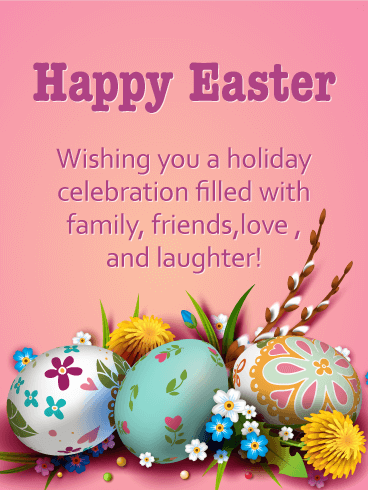 Happy Easter
Wishing you a holiday
celebration filled with
family, friends,love ,
and laughter!